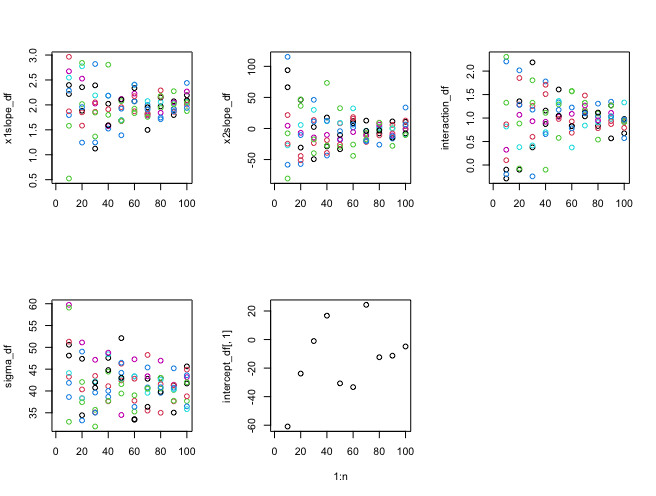 x1slope_df
3.0
2.5
2.0
1.5
1.0
0.5
0 20 40 60 80 100
x2slope_df
100
50
0
-50
0 20 40 60 80 100
interaction_df
2.0
1.5
1.0
0.5
0.0
0 20 40 60 80 100
sigma_df
60
55
50
45
40
35
0 20 40 60 80 100
intercept_df[, 1]
20
0
-20
-40
-60
0 20 40 60 80 100
1:n